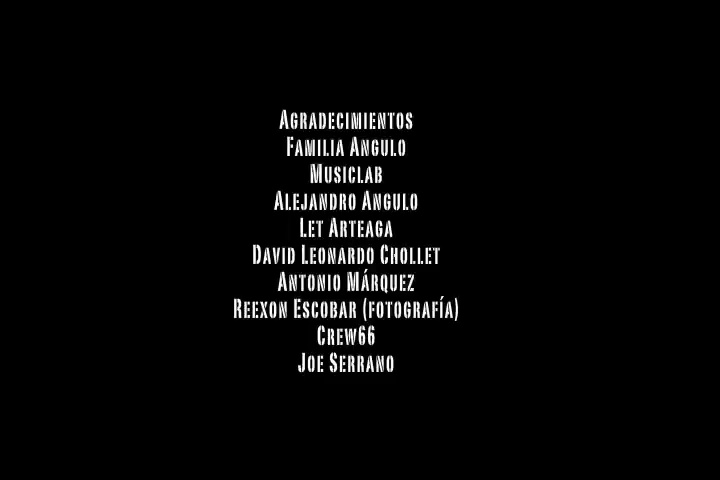 Agradecimientos
Familia Angulo
Musiclab
Alejandro Angulo
Let Arteaga
David Leonardo Chollet
Antonio Márquez
Reexon Escobar (fotografía)
Crew66
Joe Serrano